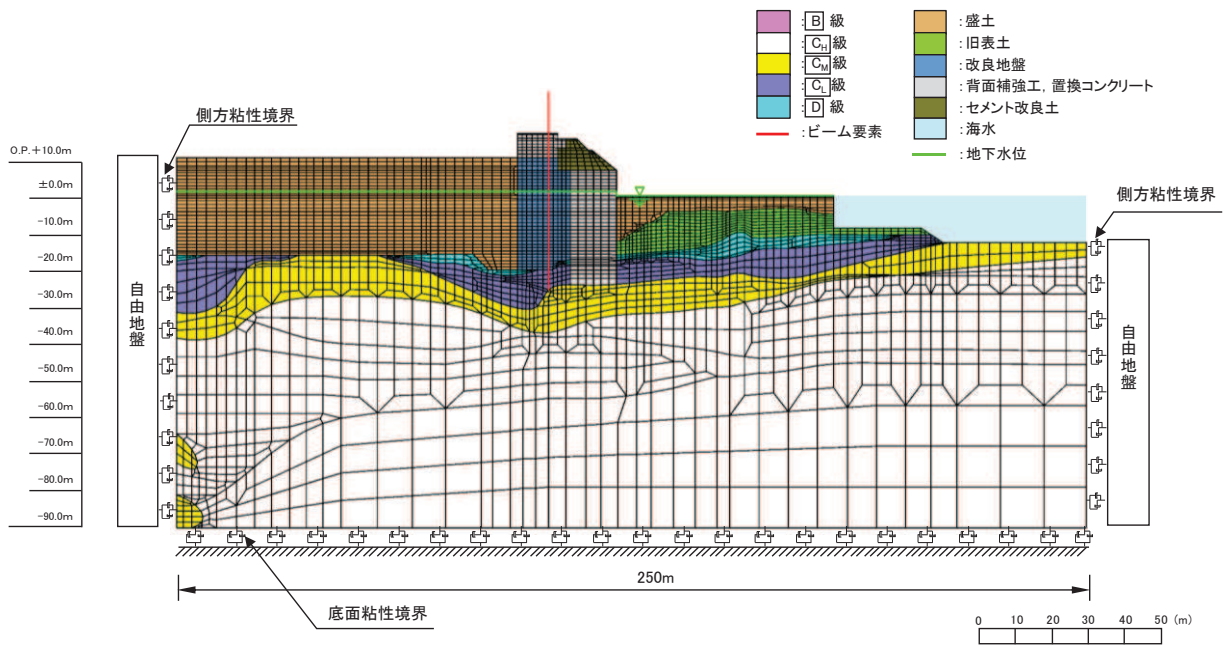 : B 級
: CH 級
: CM 級
: CL 級
: D 級
:ビーム要素
:盛土
:旧表土
:改良地盤
:背面補強工,置換コンクリート
:セメント改良土
:海水
:地下水位
側方粘性境界
側方粘性境界
O.P.+10.0m
±0.0m
-10.0m
-20.0m
-30.0m
-40.0m
-50.0m
-60.0m
-70.0m
-80.0m
-90.0m
自由地盤
自由地盤
250m
底面粘性境界
0 10 20 30 40 50 (m)